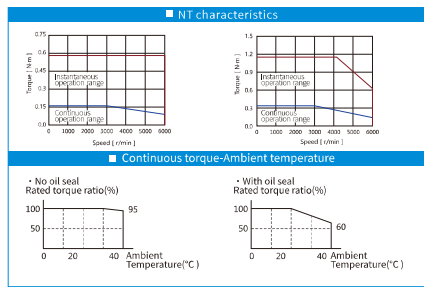 ■ NT characteristics
0.75
0.6
0.45
0.3
0.15
0.0
Torque [ N·m ]
Instantaneous
operation range
Continuous
operation range
0 1000 2000 3000 4000 5000 6000
Speed [ r/min ]
1.5
1.2
0.9
0.6
0.3
0.0
Torque [ N·m ]
Instantaneous
operation range
Continuous
operation range
0 1000 2000 3000 4000 5000 6000
Speed [ r/min ]
■ Continuous torque-Ambient temperature
・ No oil seal
Rated torque ratio(%)
100
95
50
0 20 40 Ambient
Temperature(°C )
・ With oil seal
Rated torque ratio(%)
100
60
50
0 20 40 Ambient
Temperature(°C )